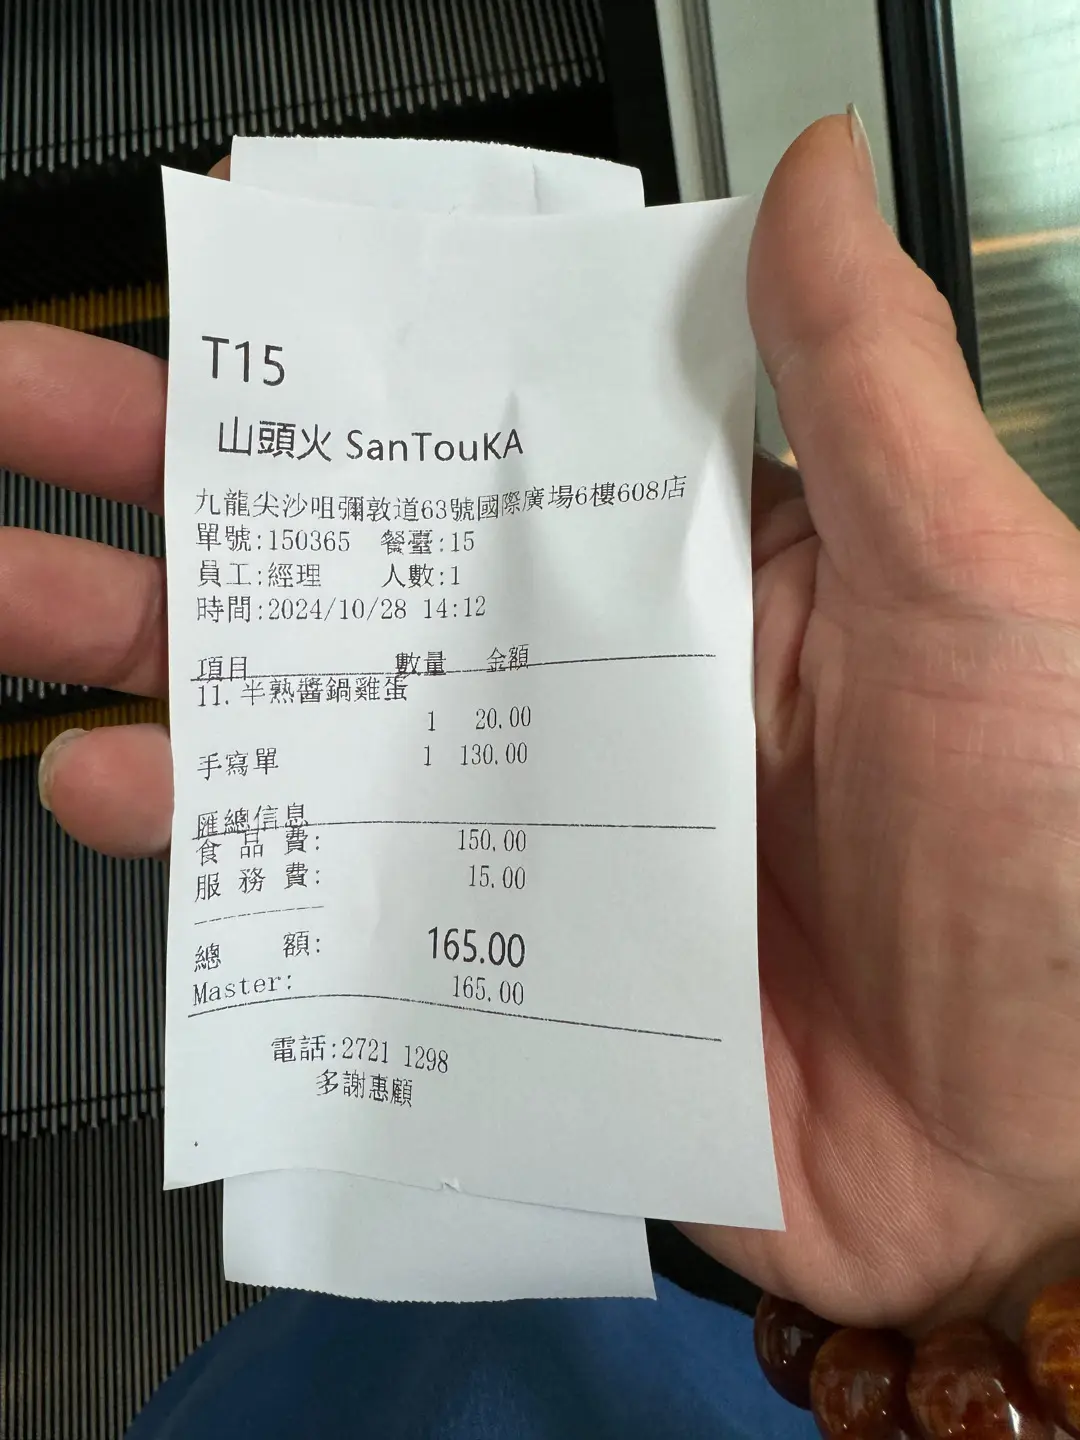 T15
山頭火 SanTouKA
九龍尖沙咀彌敦道63號國際廣場6樓608店
單號:150365 餐臺:15
員工:經理 人數:1
時間:2024/10/28 14:12
項目 數量 金額
11. 半熟醬鍋雞蛋
1 20.00
手寫單 1 130.00
匯總信息
食品費: 150.00
服務費: 15.00
總額: 165.00
Master: 165.00
電話:2721 1298
多謝惠顧